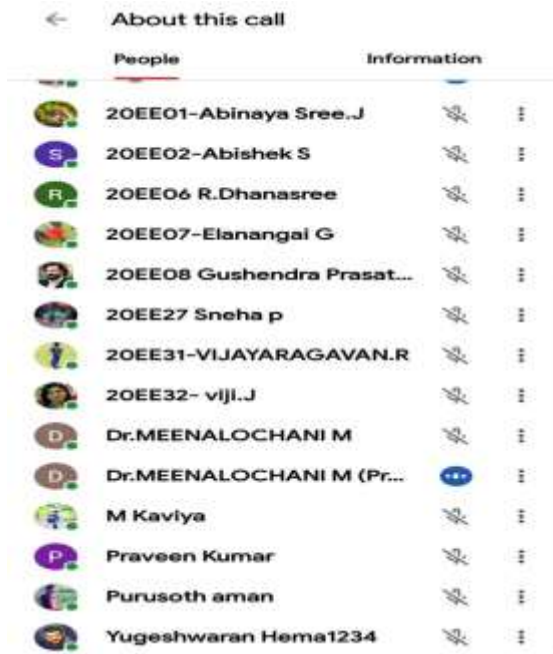 About this call
People Information
20EE01-Abinaya Sree.J
S 20EE02-Abishek S
R 20EE06 R.Dhanasree
20EE07-Elanangai G
20EE08 Gushendra Prasat...
20EE27 Sneha p
20EE31-VIJAYARAGAVAN.R
20EE32- viji.J
D Dr.MEENALOCHANI M
D Dr.MEENALOCHANI M (Pr...
M Kaviya
P Praveen Kumar
Purusoth aman
Yugeshwaran Hema1234